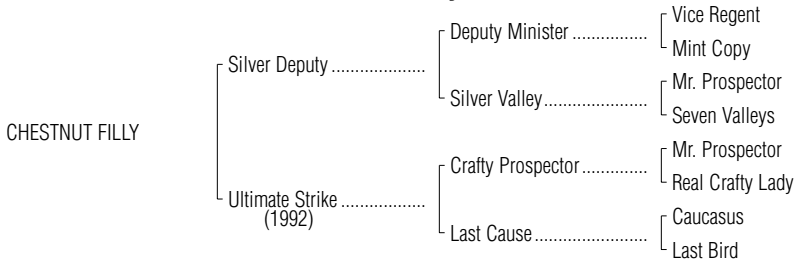 Vice Regent
Deputy Minister ................
Mint Copy
Silver Deputy ....................
Mr. Prospector
Silver Valley......................
Seven Valleys
CHESTNUT FILLY
Mr. Prospector
Crafty Prospector ..............
Real Crafty Lady
Ultimate Strike ..................
(1992)
Caucasus
Last Cause........................
Last Bird